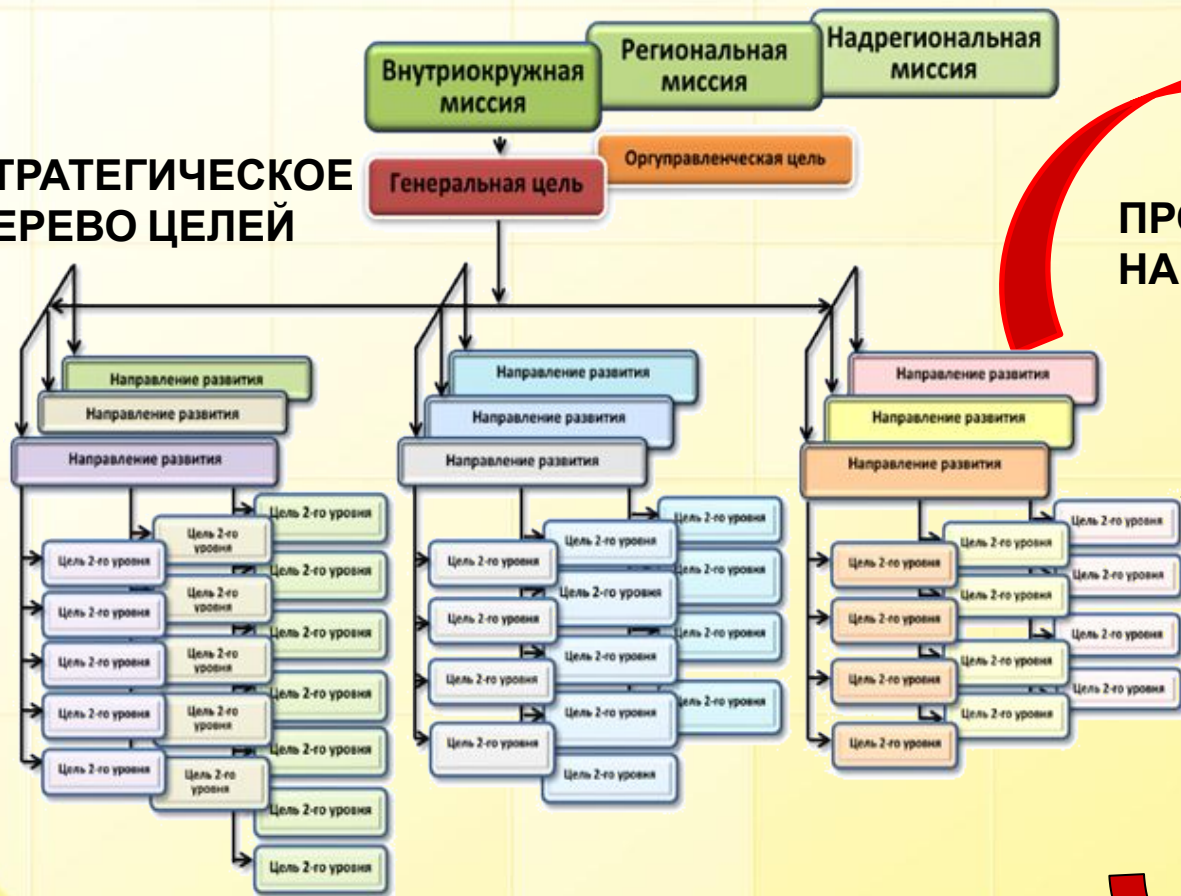 Внутриокружная
миссия
Региональная
миссия
Надрегиональная
миссия
ТРАТЕГИЧЕСКОЕ
ЕРЕВО ЦЕЛЕЙ
Генеральная цель
Оргуправленческая цель
ПРО
НА
Направление развития
Направление развития
Направление развития
Цель 2-го уровня
Цель 2-го уровня
Цель 2-го уровня
Цель 2-го уровня
Цель 2-го уровня
Цель 2-го
уровня
Цель 2-го
уровня
Цель 2-го
уровня
Цель 2-го
уровня
Цель 2-го
уровня
Цель 2-го уровня
Цель 2-го уровня
Цель 2-го уровня
Цель 2-го уровня
Цель 2-го уровня
Цель 2-го уровня
Цель 2-го уровня
Направление развития
Направление развития
Направление развития
Цель 2-го уровня
Цель 2-го уровня
Цель 2-го уровня
Цель 2-го уровня
Цель 2-го уровня
Цель 2-го уровня
Цель 2-го уровня
Цель 2-го уровня
Цель 2-го уровня
Цель 2-го уровня
Цель 2-го уровня
Цель 2-го уровня
Цель 2-го уровня
Направление развития
Направление развития
Направление развития
Цель 2-го уровня
Цель 2-го уровня
Цель 2-го уровня
Цель 2-го уровня
Цель 2-го уровня
Цель 2-го уровня
Цель 2-го уровня
Цель 2-го уровня
Цель 2-го уровня
Цель 2-го уровня
Цель 2-го уровня
Цель 2-го уровня